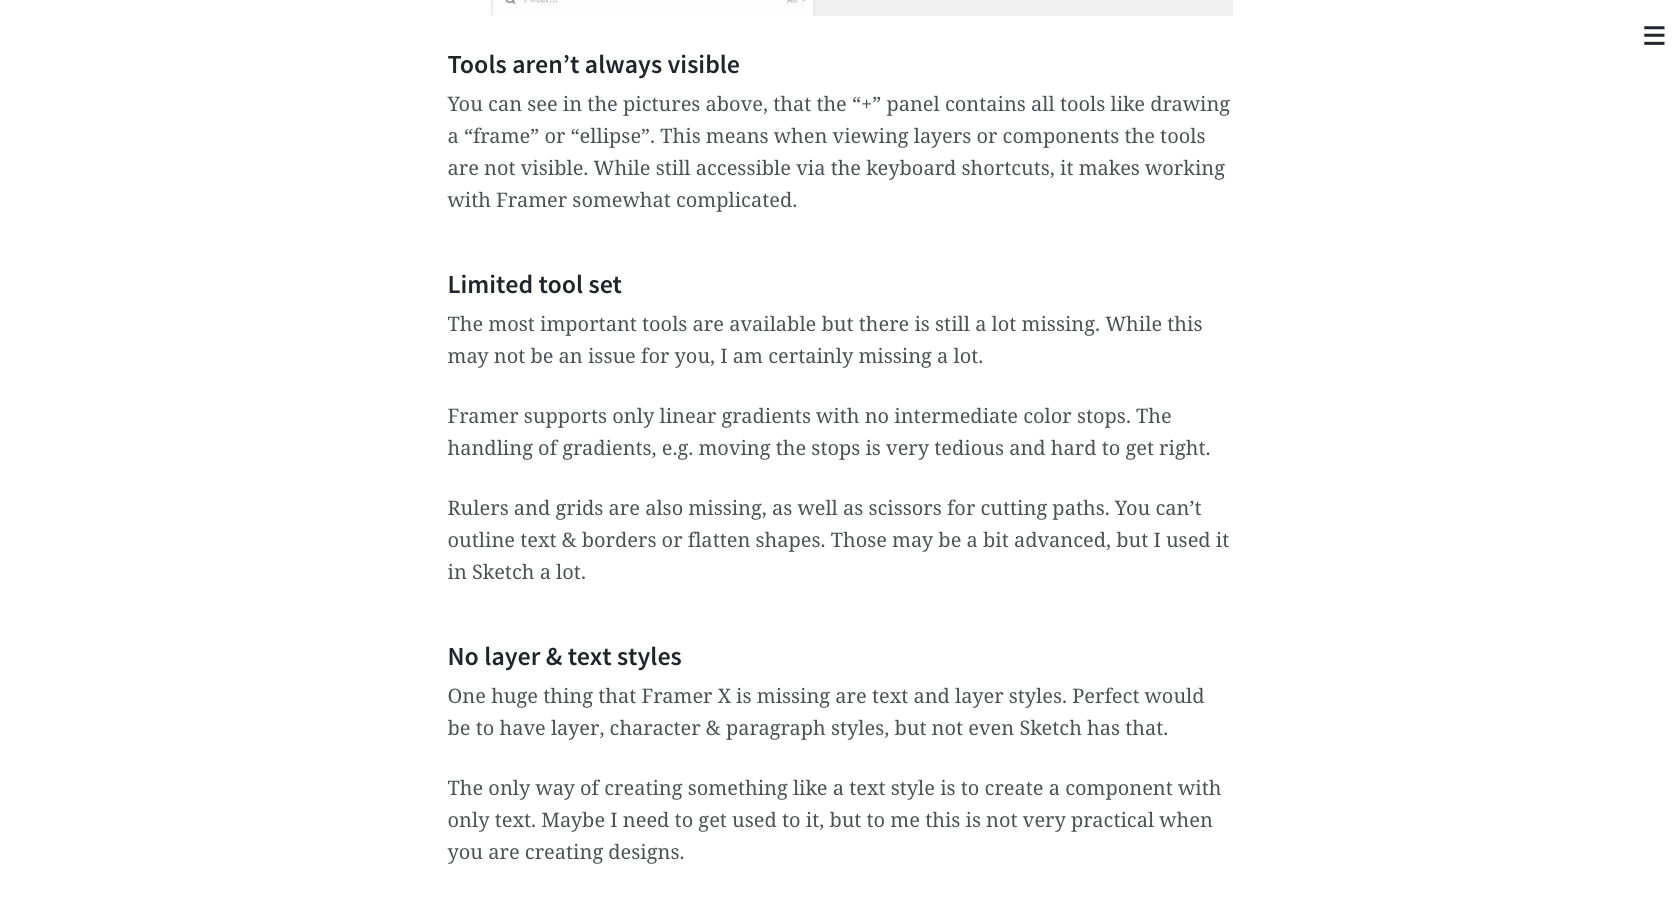 Tools aren’t always visible
You can see in the pictures above, that the “+” panel contains all tools like drawing
a “frame” or “ellipse”. This means when viewing layers or components the tools
are not visible. While still accessible via the keyboard shortcuts, it makes working
with Framer somewhat complicated.
Limited tool set
The most important tools are available but there is still a lot missing. While this
may not be an issue for you, I am certainly missing a lot.
Framer supports only linear gradients with no intermediate color stops. The
handling of gradients, e.g. moving the stops is very tedious and hard to get right.
Rulers and grids are also missing, as well as scissors for cutting paths. You can’t
outline text & borders or flatten shapes. Those may be a bit advanced, but I used it
in Sketch a lot.
No layer & text styles
One huge thing that Framer X is missing are text and layer styles. Perfect would
be to have layer, character & paragraph styles, but not even Sketch has that.
The only way of creating something like a text style is to create a component with
only text. Maybe I need to get used to it, but to me this is not very practical when
you are creating designs.